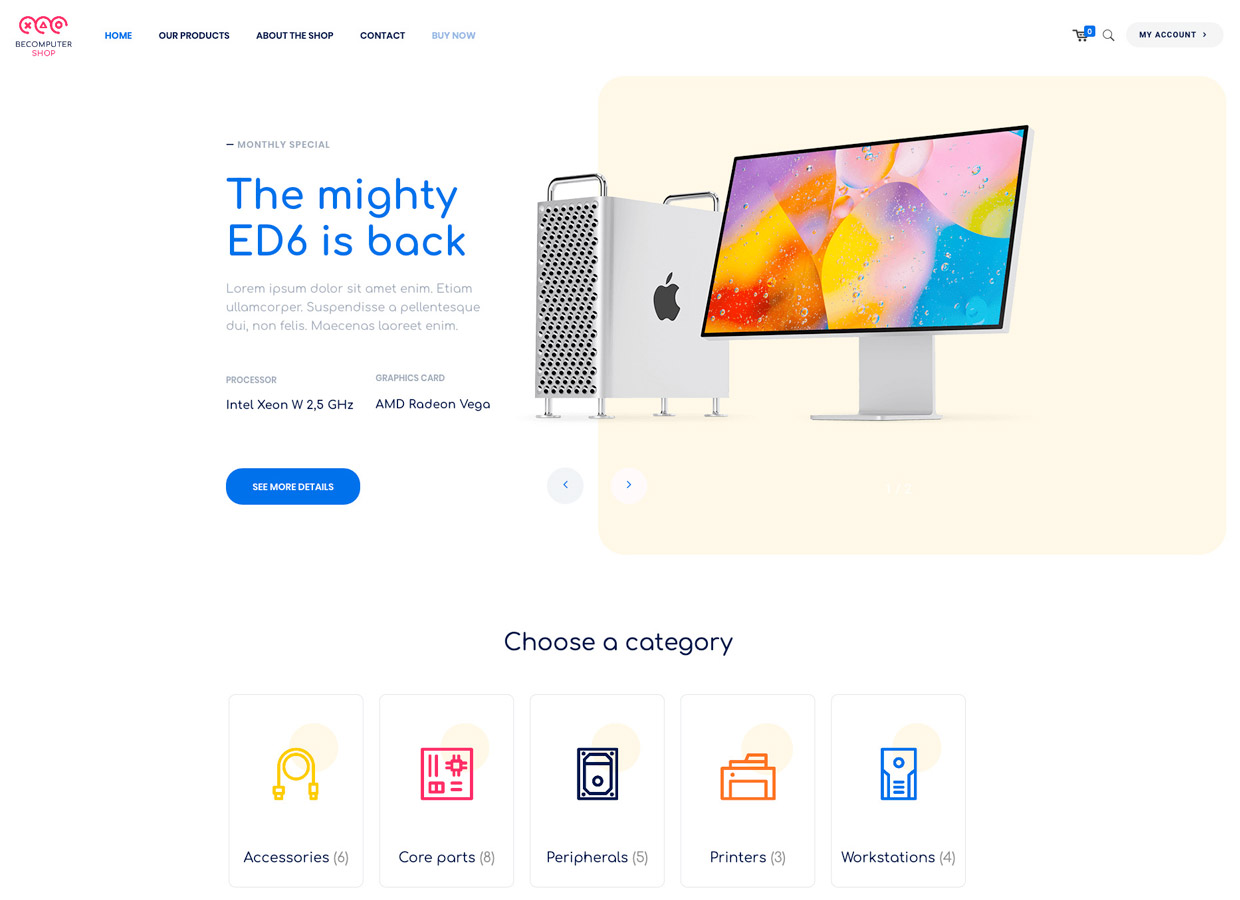 BECOMPUTER
SHOP
HOME
OUR PRODUCTS
ABOUT THE SHOP
CONTACT
BUY NOW
0
MY ACCOUNT
MONTHLY SPECIAL
The mighty
ED6 is back
Lorem ipsum dolor sit amet enim. Etiam
ullamcorper. Suspendisse a pellentesque
dui, non felis. Maecenas laoreet enim.
PROCESSOR
GRAPHICS CARD
Intel Xeon W 2,5 GHz
AMD Radeon Vega
SEE MORE DETAILS
Choose a category
Accessories (6)
Core parts (8)
Peripherals (5)
Printers (3)
Workstations (4)